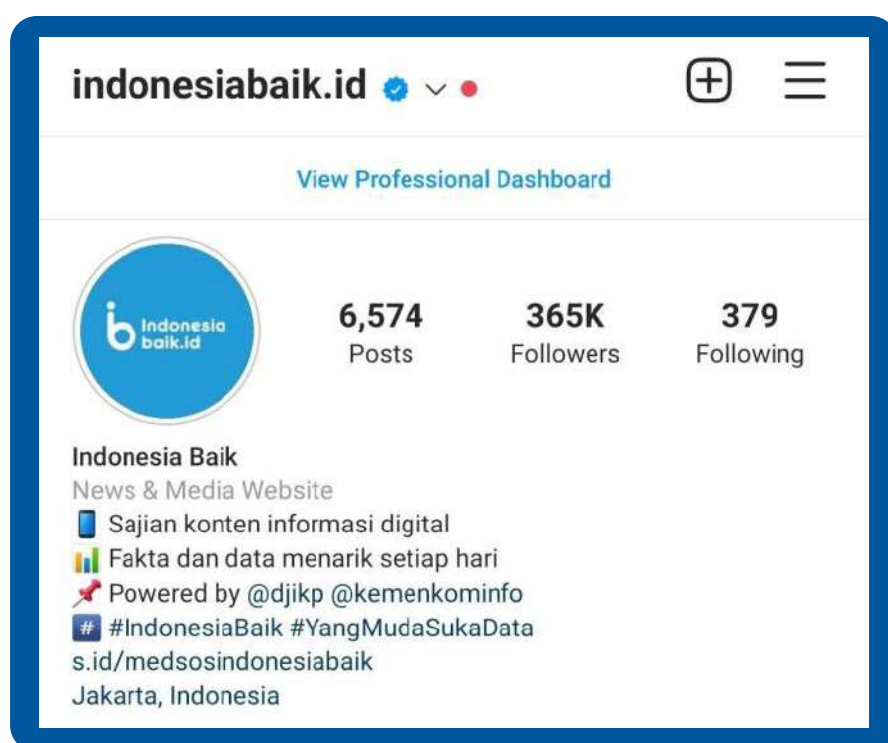 indonesiabaik.id
View Professional Dashboard
Indonesia
baik.id
6,574 365K 379
Posts Followers Following
Indonesia Baik
News & Media Website
Sajian konten informasi digital
Fakta dan data menarik setiap hari
Powered by @djikp @kemenkominfo
# #IndonesiaBaik #YangMudaSukaData
s.id/medsosindonesiabaik
Jakarta, Indonesia